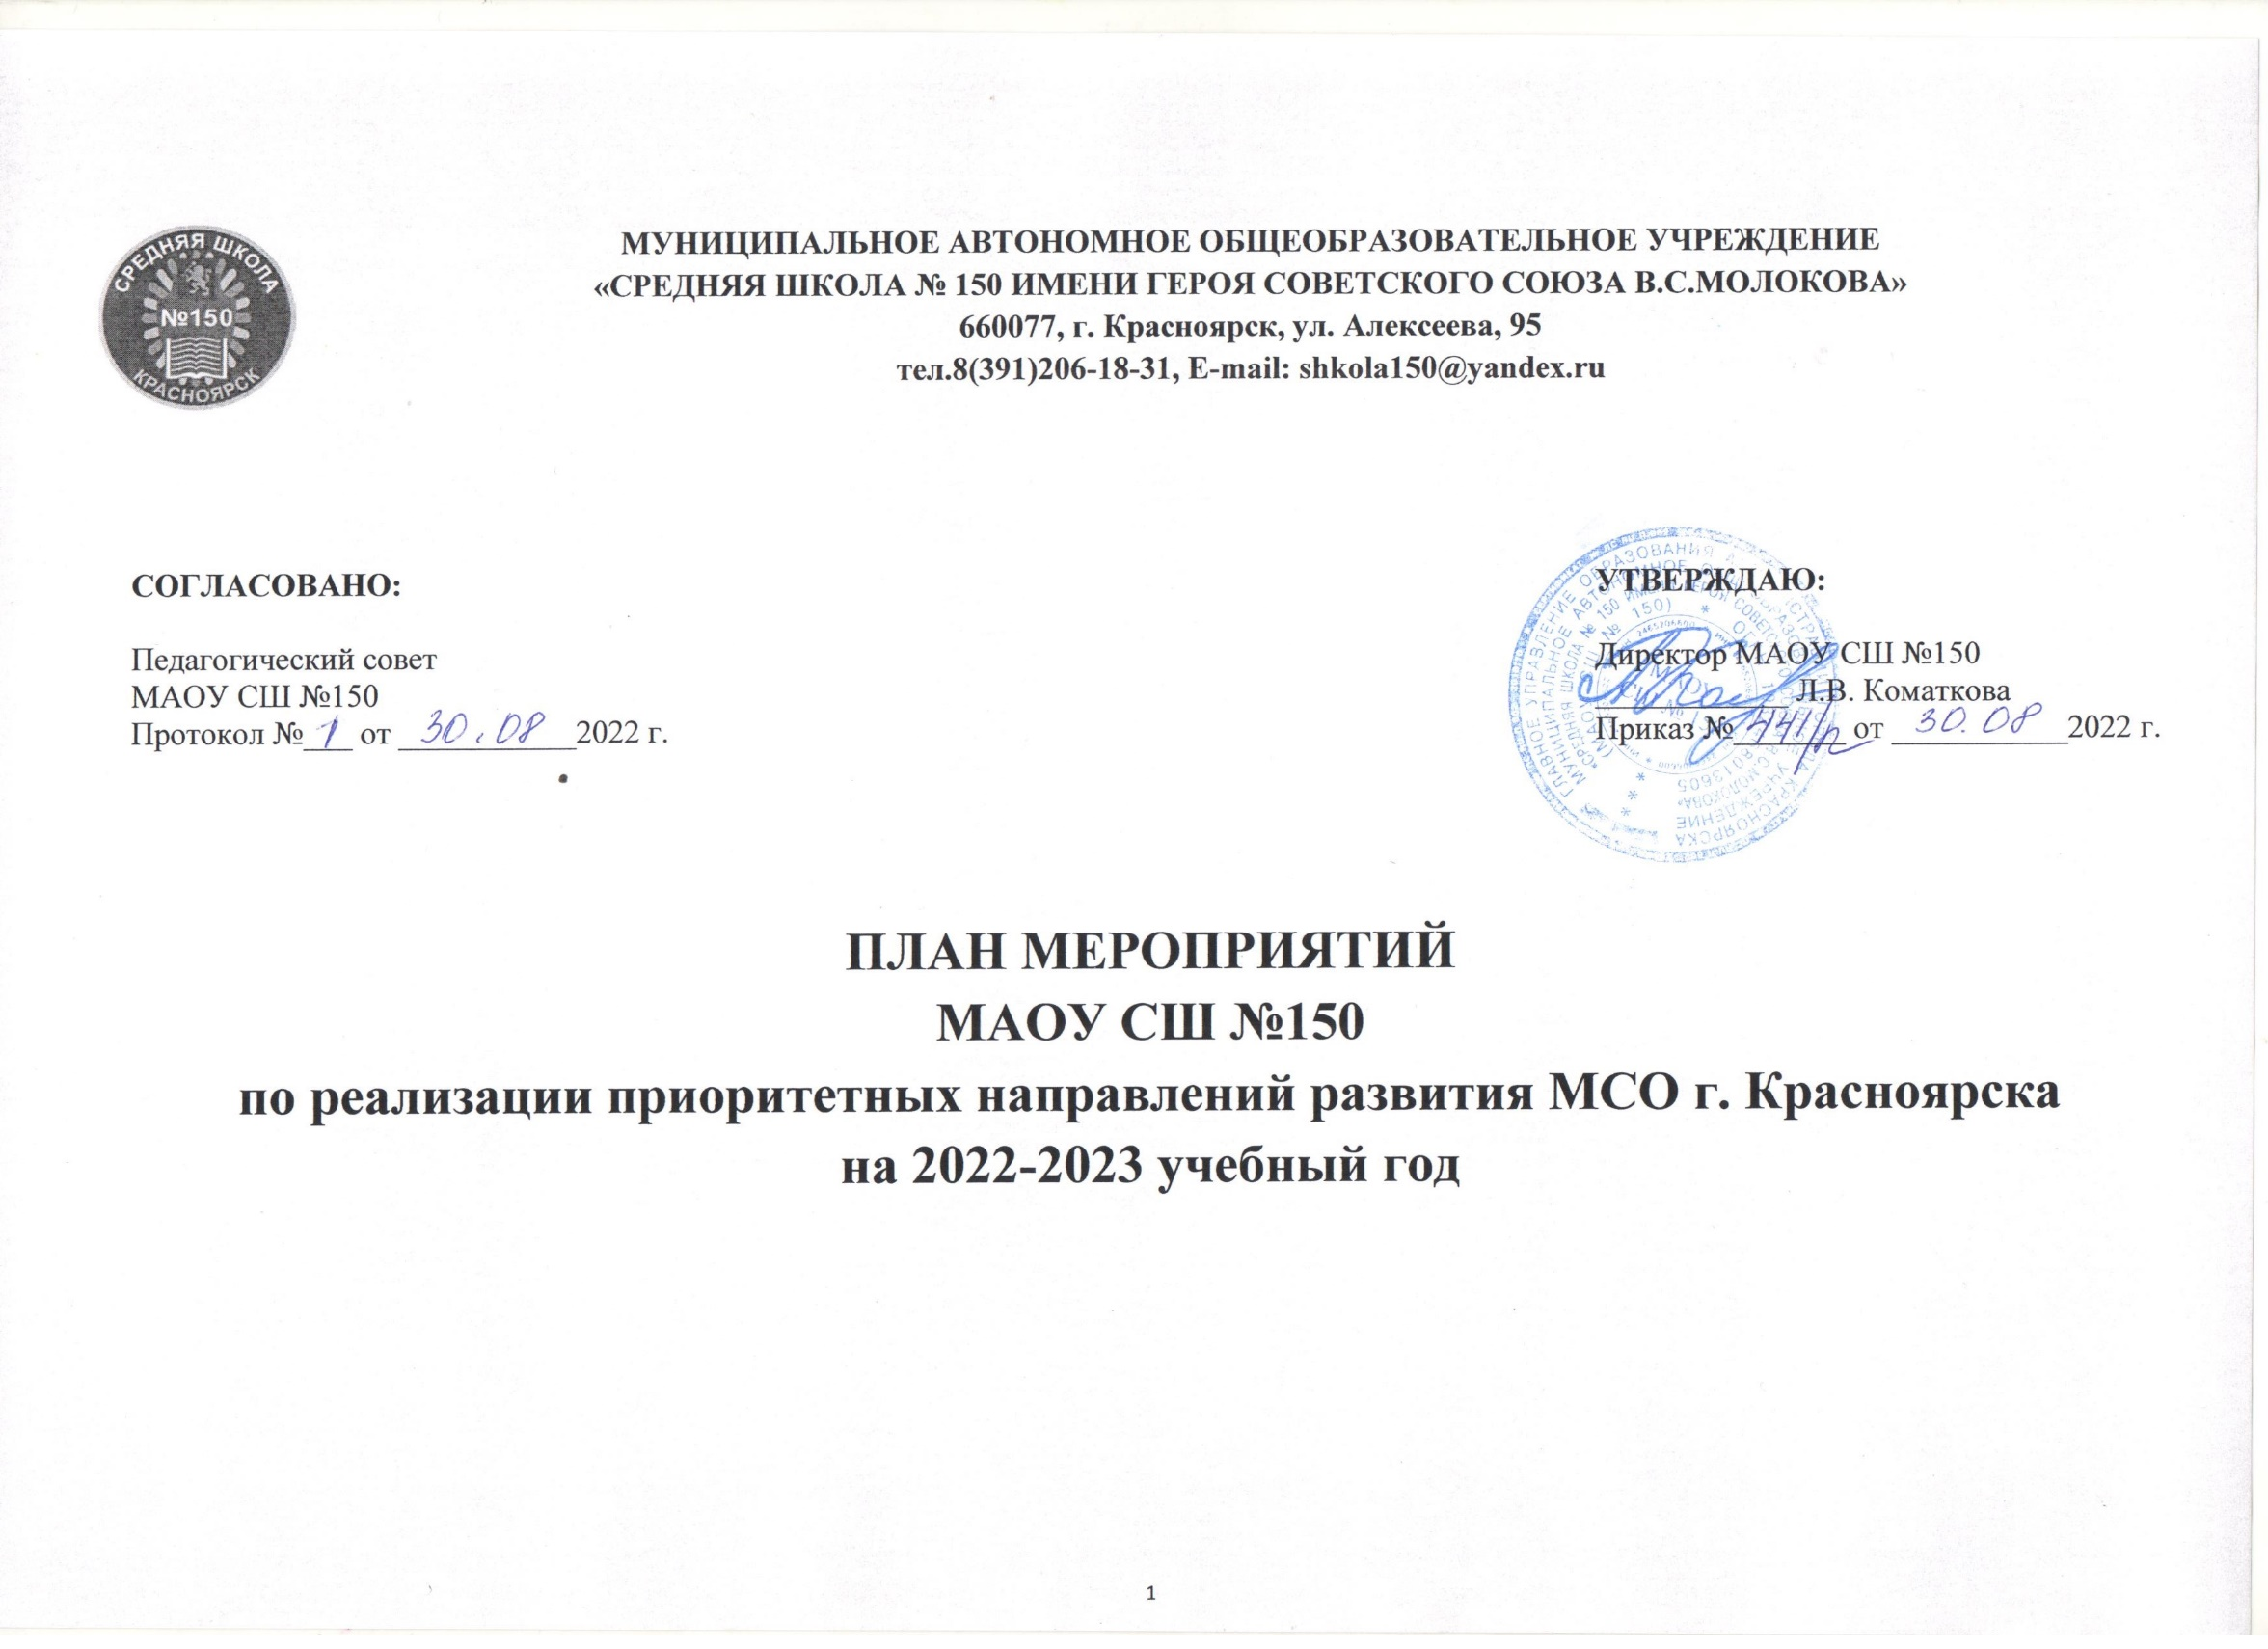 СРЕДНЯЯ ШКОЛА
№150
КРАСНОЯРСК
МУНИЦИПАЛЬНОЕ АВТОНОМНОЕ ОБЩЕОБРАЗОВАТЕЛЬНОЕ УЧРЕЖДЕНИЕ
«СРЕДНЯЯ ШКОЛА № 150 ИМЕНИ ГЕРОЯ СОВЕТСКОГО СОЮЗА В.С.МОЛОКОВА»
660077, г. Красноярск, ул. Алексеева, 95
тел.8(391)206-18-31, E-mail: shkola150@yandex.ru
СОГЛАСОВАНО:
Педагогический совет
МАОУ СШ №150
Протокол № 1 от 30.08 2022 г.
УТВЕРЖДАЮ:
Директор МАОУ СШ №150
Л.В. Коматкова
Приказ № от 30.08 2022 г.
ПЛАН МЕРОПРИЯТИЙ
МАОУ СШ №150
по реализации приоритетных направлений развития МСО г. Красноярска
на 2022-2023 учебный год
1